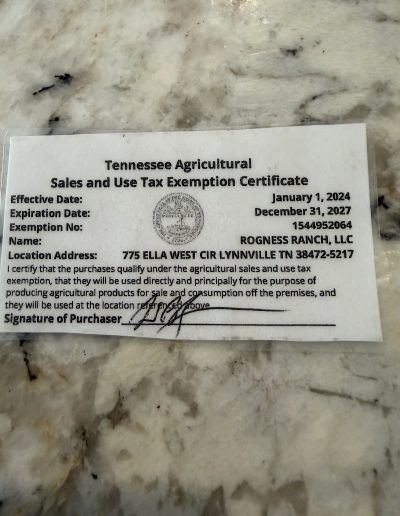 Tennessee Agricultural
Sales and Use Tax Exemption Certificate
Effective Date: January 1, 2024
Expiration Date: December 31, 2027
Exemption No: 1544952064
Name: ROGNESS RANCH, LLC
Location Address: 775 ELLA WEST CIR LYNNVILLE TN 38472-5217
I certify that the purchases qualify under the agricultural sales and use tax
exemption, that they will be used directly and principally for the purpose of
producing agricultural products for sale and consumption off the premises, and
they will be used at the location referenced above
Signature of Purchaser